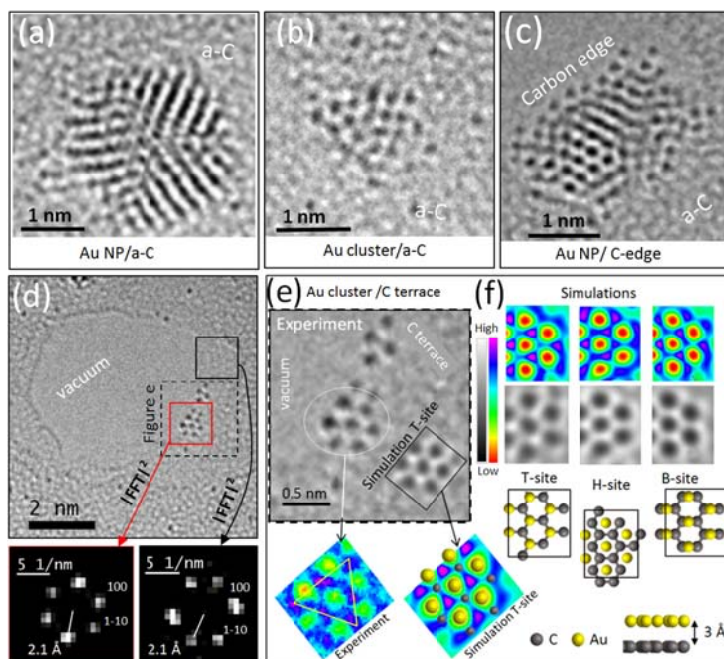 (a)
a-C
1 nm
Au NP/a-C
(b)
a-C
1 nm
Au cluster/a-C
(c)
Carbon edge
a-C
1 nm
Au NP/ C-edge
(d)
vacuum
Figure e
|FFT|²
|FFT|²
2 nm
5 1/nm
100
1-10
2.1 Å
5 1/nm
100
1-10
2.1 Å
(e)
Au cluster /C terrace
Experiment
C terrace
vacuum
Simulation T-site
0.5 nm
Experiment
Simulation T-site
(f)
Simulations
High
Low
T-site
H-site
B-site
C
Au
3 Å